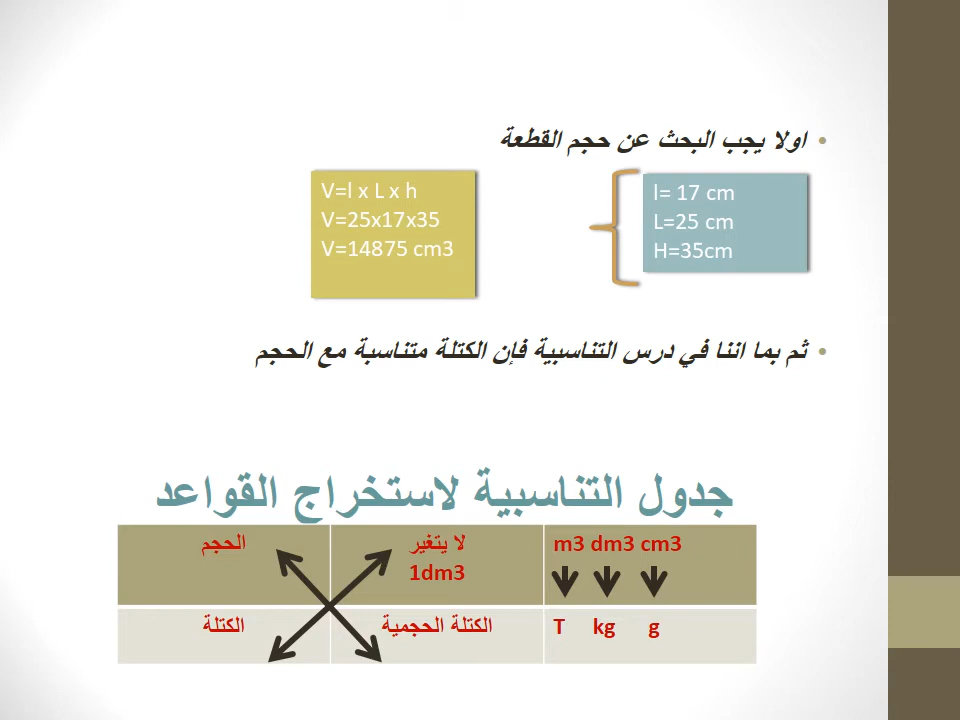 اولا يجب البحث عن حجم القطعة
l= 17 cm
L=25 cm
H=35cm
V=l x L x h
V=25x17x35
V=14875 cm3
ثم بما اننا في درس التناسبية فإن الكتلة متناسبة مع الحجم
جدول التناسبية لاستخراج القواعد
m3 dm3 cm3
لا يتغير
1dm3
الحجم
T kg g
الكتلة الحجمية
الكتلة